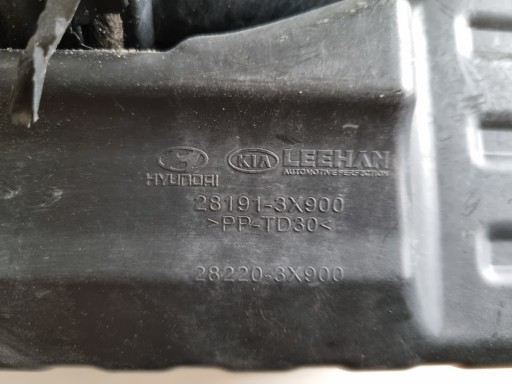 HYUNDAI KIA LEEHAN
AUTOMOTIVE PERFECTION
28191-3X900
>PP-TD30<
28220-3X900